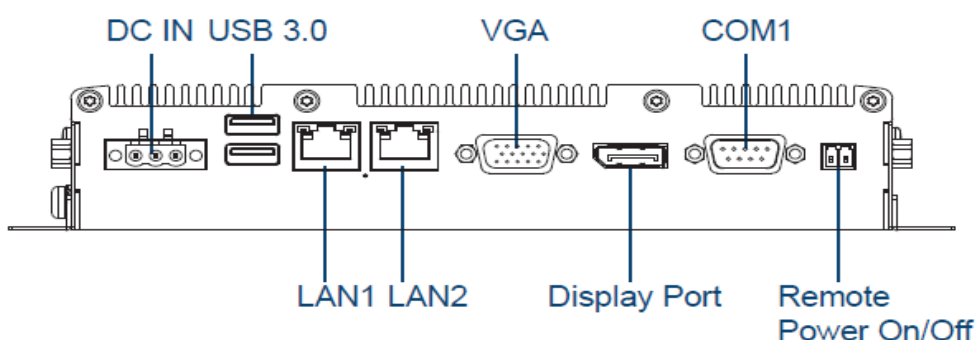 DC IN USB 3.0 VGA COM1
LAN1 LAN2 Display Port Remote
Power On/Off